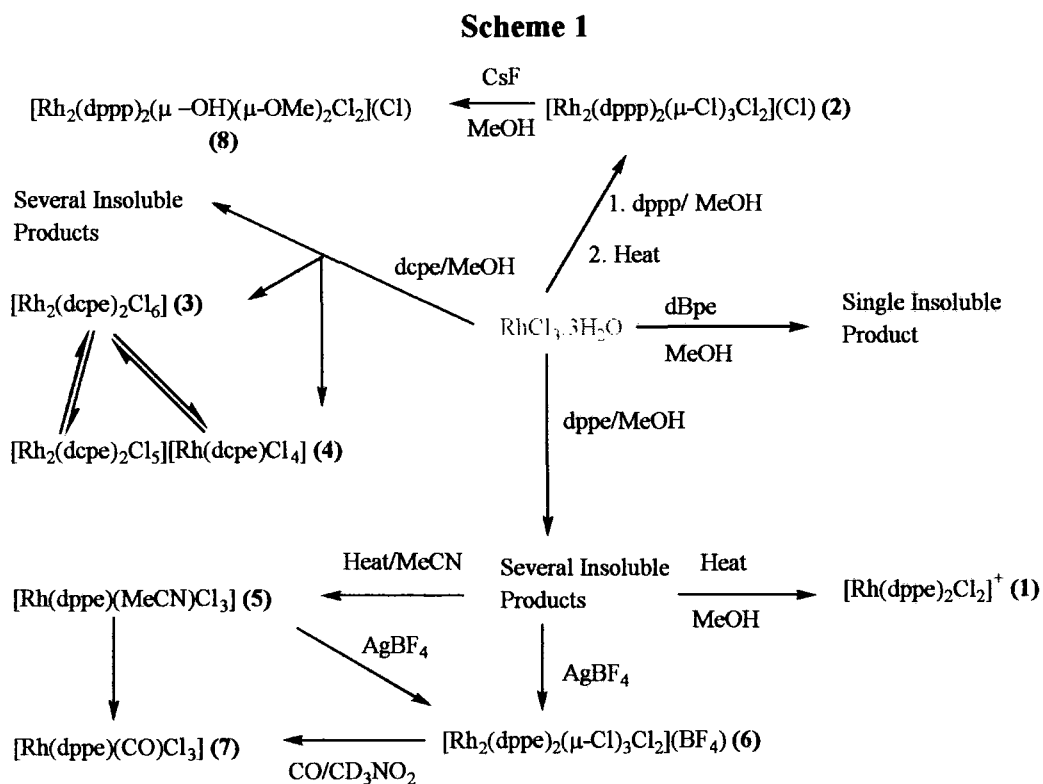 Scheme 1
CsF
[Rh₂(dppp)₂(μ –OH)(μ-OMe)₂Cl₂](Cl)
[Rh₂(dppp)₂(μ-Cl)₃Cl₂](Cl) (2)
MeOH
(8)
Several Insoluble
Products
1. dppp/ MeOH
2. Heat
dcpe/MeOH
[Rh₂(dcpe)₂Cl₆] (3)
RhCl₃.3H₂O
dBpe
MeOH
Single Insoluble
Product
dppe/MeOH
[Rh₂(dcpe)₂Cl₅][Rh(dcpe)Cl₄] (4)
Heat/MeCN
Several Insoluble
Products
Heat
MeOH
[Rh(dppe)(MeCN)Cl₃] (5)
[Rh(dppe)₂Cl₂]⁺ (1)
AgBF₄
AgBF₄
[Rh(dppe)(CO)Cl₃] (7)
CO/CD₃NO₂
[Rh₂(dppe)₂(μ-Cl)₃Cl₂](BF₄) (6)